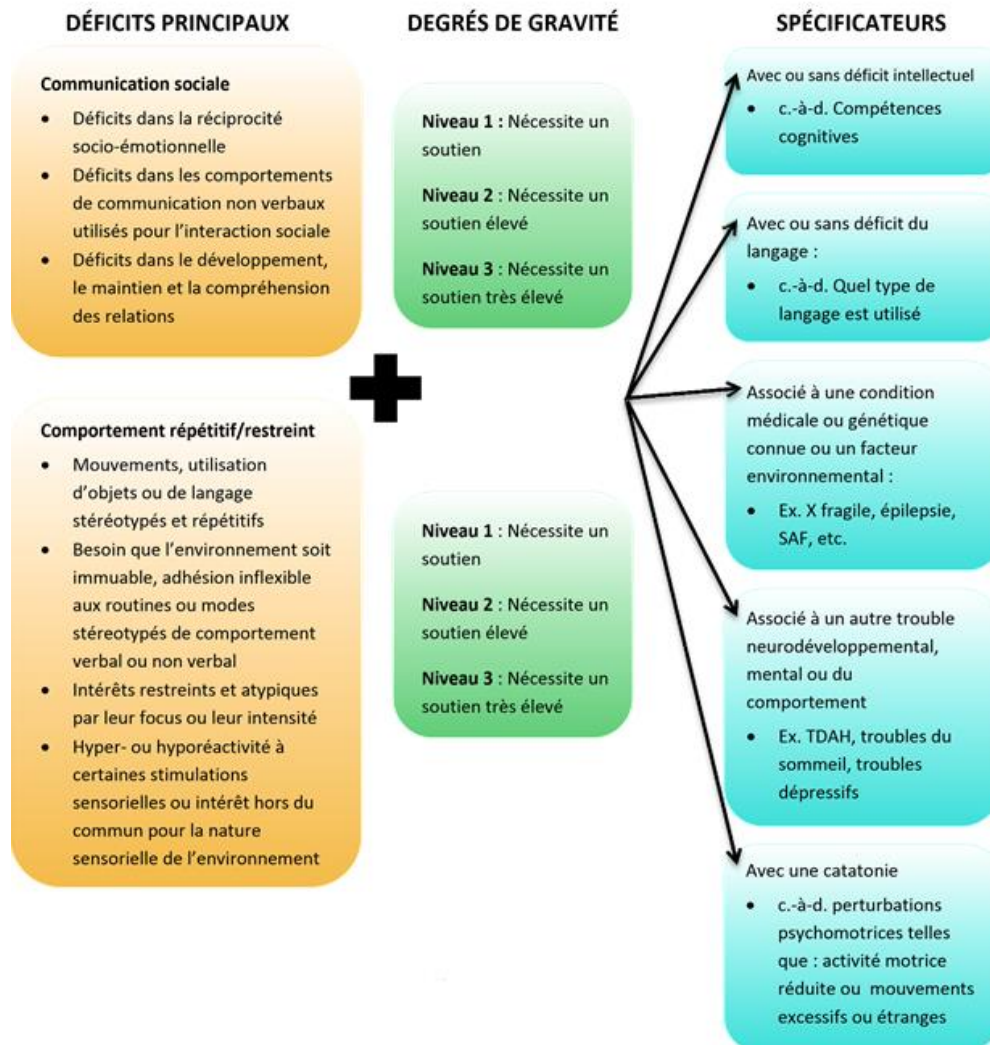 DÉFICITS PRINCIPAUX
Communication sociale
• Déficits dans la réciprocité
socio-émotionnelle
• Déficits dans les comportements
de communication non verbaux
utilisés pour l'interaction sociale
• Déficits dans le développement,
le maintien et la compréhension
des relations
Comportement répétitif/restreint
• Mouvements, utilisation
d'objets ou de langage
stéréotypés et répétitifs
• Besoin que l'environnement soit
immuable, adhésion inflexible
aux routines ou modes
stéréotypés de comportement
verbal ou non verbal
• Intérêts restreints et atypiques
par leur focus ou leur intensité
• Hyper- ou hyporéactivité à
certaines stimulations
sensorielles ou intérêt hors du
commun pour la nature
sensorielle de l'environnement
DEGRÉS DE GRAVITÉ
Niveau 1 : Nécessite un
soutien
Niveau 2 : Nécessite un
soutien élevé
Niveau 3 : Nécessite un
soutien très élevé
Niveau 1 : Nécessite un
soutien
Niveau 2 : Nécessite un
soutien élevé
Niveau 3 : Nécessite un
soutien très élevé
SPÉCIFICATEURS
Avec ou sans déficit intellectuel
• c.-à-d. Compétences
cognitives
Avec ou sans déficit du
langage :
• c.-à-d. Quel type de
langage est utilisé
Associé à une condition
médicale ou génétique
connue ou un facteur
environnemental :
• Ex. X fragile, épilepsie,
SAF, etc.
Associé à un autre trouble
neurodéveloppemental,
mental ou du
comportement
• Ex. TDAH, troubles du
sommeil, troubles
dépressifs
Avec une catatonie
• c.-à-d. perturbations
psychomotrices telles
que : activité motrice
réduite ou mouvements
excessifs ou étranges